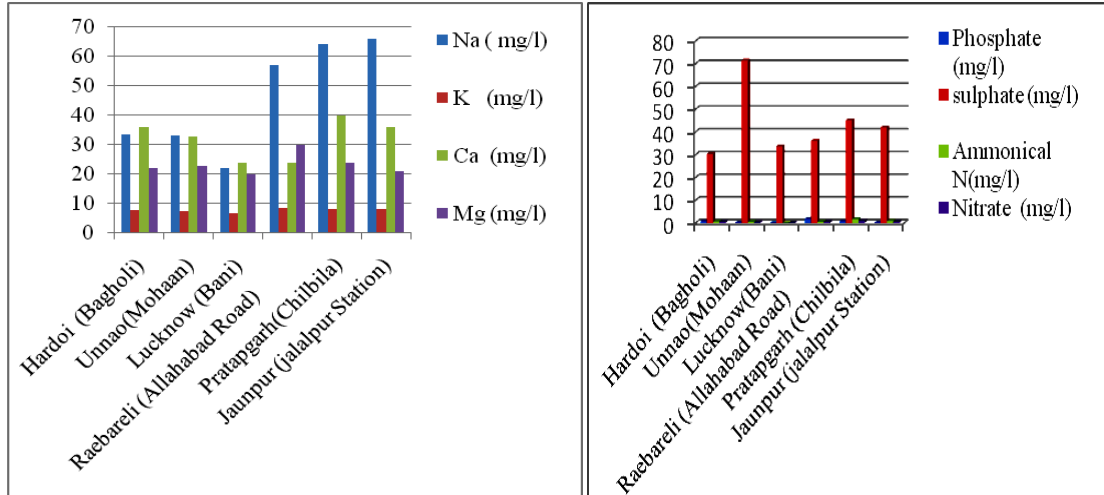 70
60
50
40
30
20
10
0
Hardoi (Bagholi)
Unnao(Mohaan)
Lucknow (Bani)
Raebareli (Allahabad Road)
Pratapgarh(Chilbila)
Jaunpur (jalalpur Station)
Na ( mg/l)
K (mg/l)
Ca (mg/l)
Mg (mg/l)
80
70
60
50
40
30
20
10
0
Hardoi (Bagholi)
Unnao(Mohaan)
Lucknow(Bani)
Raebareli (Allahabad Road)
Pratapgarh (Chilbila)
Jaunpur (jalalpur Station)
Phosphate
(mg/l)
sulphate (mg/l)
Ammonical
N(mg/l)
Nitrate (mg/l)